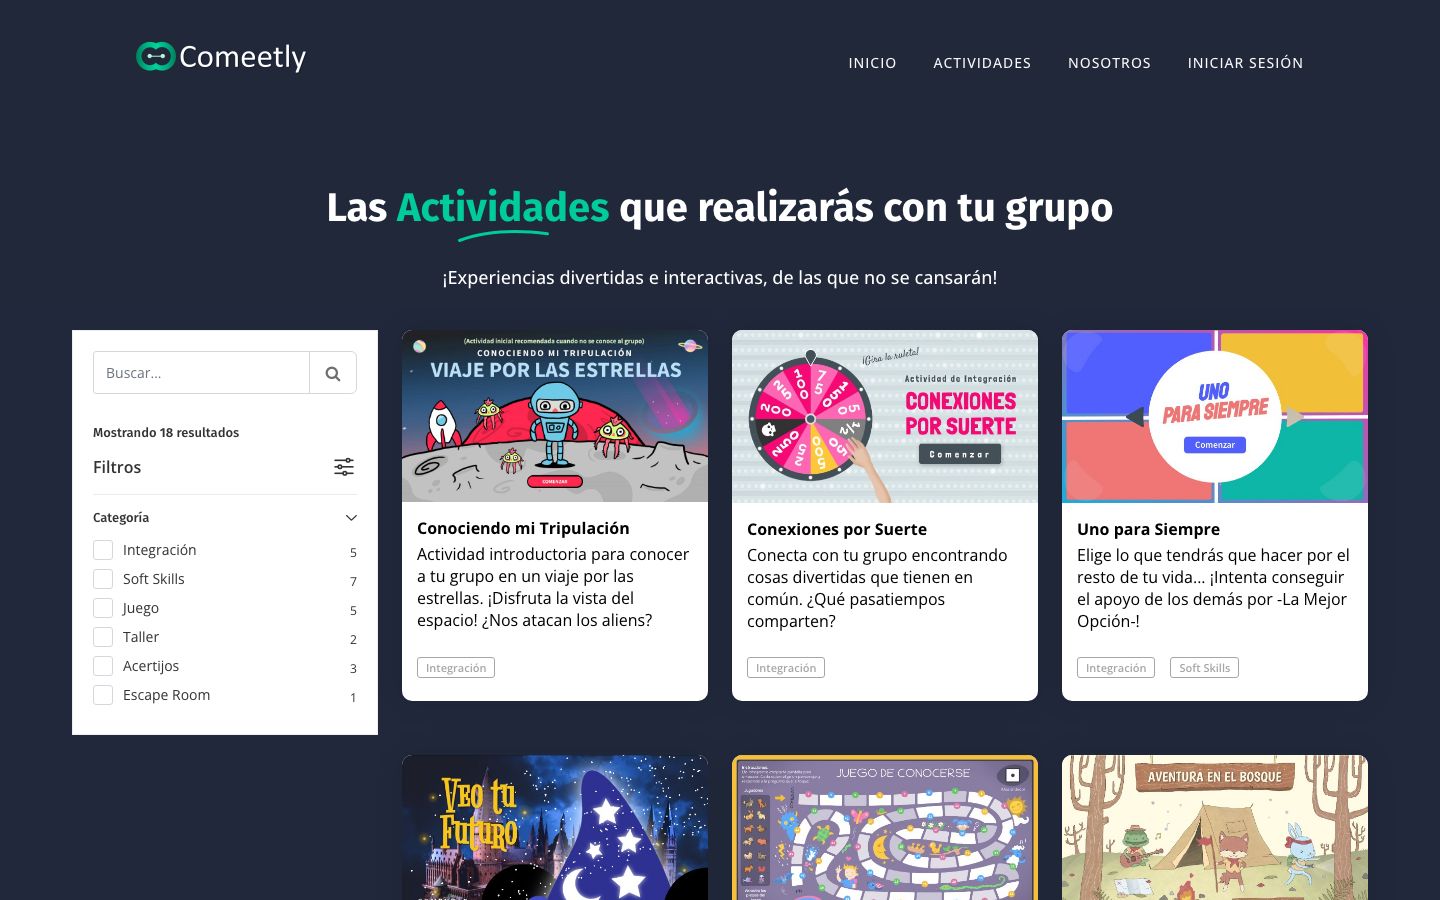 Comeetly
INICIO
ACTIVIDADES
NOSOTROS
INICIAR SESIÓN
Las Actividades que realizarás con tu grupo
¡Experiencias divertidas e interactivas, de las que no se cansarán!
Buscar...
Mostrando 18 resultados
Filtros
Categoría
Integración 5
Soft Skills 7
Juego 5
Taller 2
Acertijos 3
Escape Room 1
(Actividad inicial recomendada cuando no se conoce al grupo)
CONOCIENDO MI TRIPULACIÓN
VIAJE POR LAS ESTRELLAS
COMENZAR
Conociendo mi Tripulación
Actividad introductoria para conocer
a tu grupo en un viaje por las
estrellas. ¡Disfruta la vista del
espacio! ¿Nos atacan los aliens?
Integración
¡Gira la ruleta!
Actividad de Integración
CONEXIONES
POR SUERTE
Comenzar
Conexiones por Suerte
Conecta con tu grupo encontrando
cosas divertidas que tienen en
común. ¿Qué pasatiempos
comparten?
Integración
UNO
PARA SIEMPRE
Comenzar
Uno para Siempre
Elige lo que tendrás que hacer por el
resto de tu vida... ¡Intenta conseguir
el apoyo de los demás por -La Mejor
Opción-!
Integración
Soft Skills
Veo tu
Futuro
JUEGO DE CONOCERSE
Instrucciones:
Jugadores
AVENTURA EN EL BOSQUE